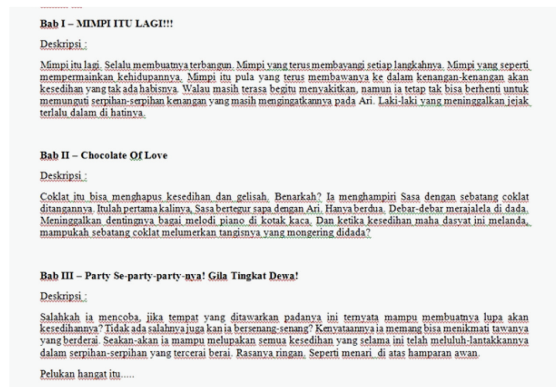 Bab I – MIMPI ITU LAGI!!!
Deskripsi :
Mimpi itu lagi. Selalu membuatnya terbangun. Mimpi yang terus membayangi setiap langkahnya. Mimpi yang seperti
mempermainkan kehidupannya. Mimpi itu pula yang terus membawanya ke dalam kenangan-kenangan akan
kesedihan yang tak ada habisnya. Walau masih terasa begitu menyakitkan, namun ia tetap tak bisa berhenti untuk
memunguti serpihan-serpihan kenangan yang masih mengingatkannya pada Ari. Laki-laki yang meninggalkan jejak
terlalu dalam di hatinya.
Bab II – Chocolate Of Love
Deskripsi :
Coklat itu bisa menghapus kesedihan dan gelisah. Benarkah? Ia menghampiri Sasa dengan sebatang coklat
ditangannya. Itulah pertama kalinya, Sasa bertegur sapa dengan Ari. Hanya berdua. Debar-debar merajalela di dada.
Meninggalkan dentingnya bagai melodi piano di kotak kaca. Dan ketika kesedihan maha dasyat ini melanda,
mampukah sebatang coklat melumerkan tangisnya yang mongering didada?
Bab III – Party Se-party-party-nya! Gila Tingkat Dewa!
Deskripsi :
Salahkah ia mencoba, jika tempat yang ditawarkan padanya ini ternyata mampu membuatnya lupa akan
kesedihannya? Tidak ada salahnya juga kan ia bersenang-senang? Kenyataannya ia memang bisa menikmati tawanya
yang berderai. Seakan-akan ia mampu melupakan semua kesedihan yang selama ini telah meluluh-lantakkannya
dalam serpihan-serpihan yang tercerai berai. Rasanya ringan. Seperti menari di atas hamparan awan.
Pelukan hangat itu.....